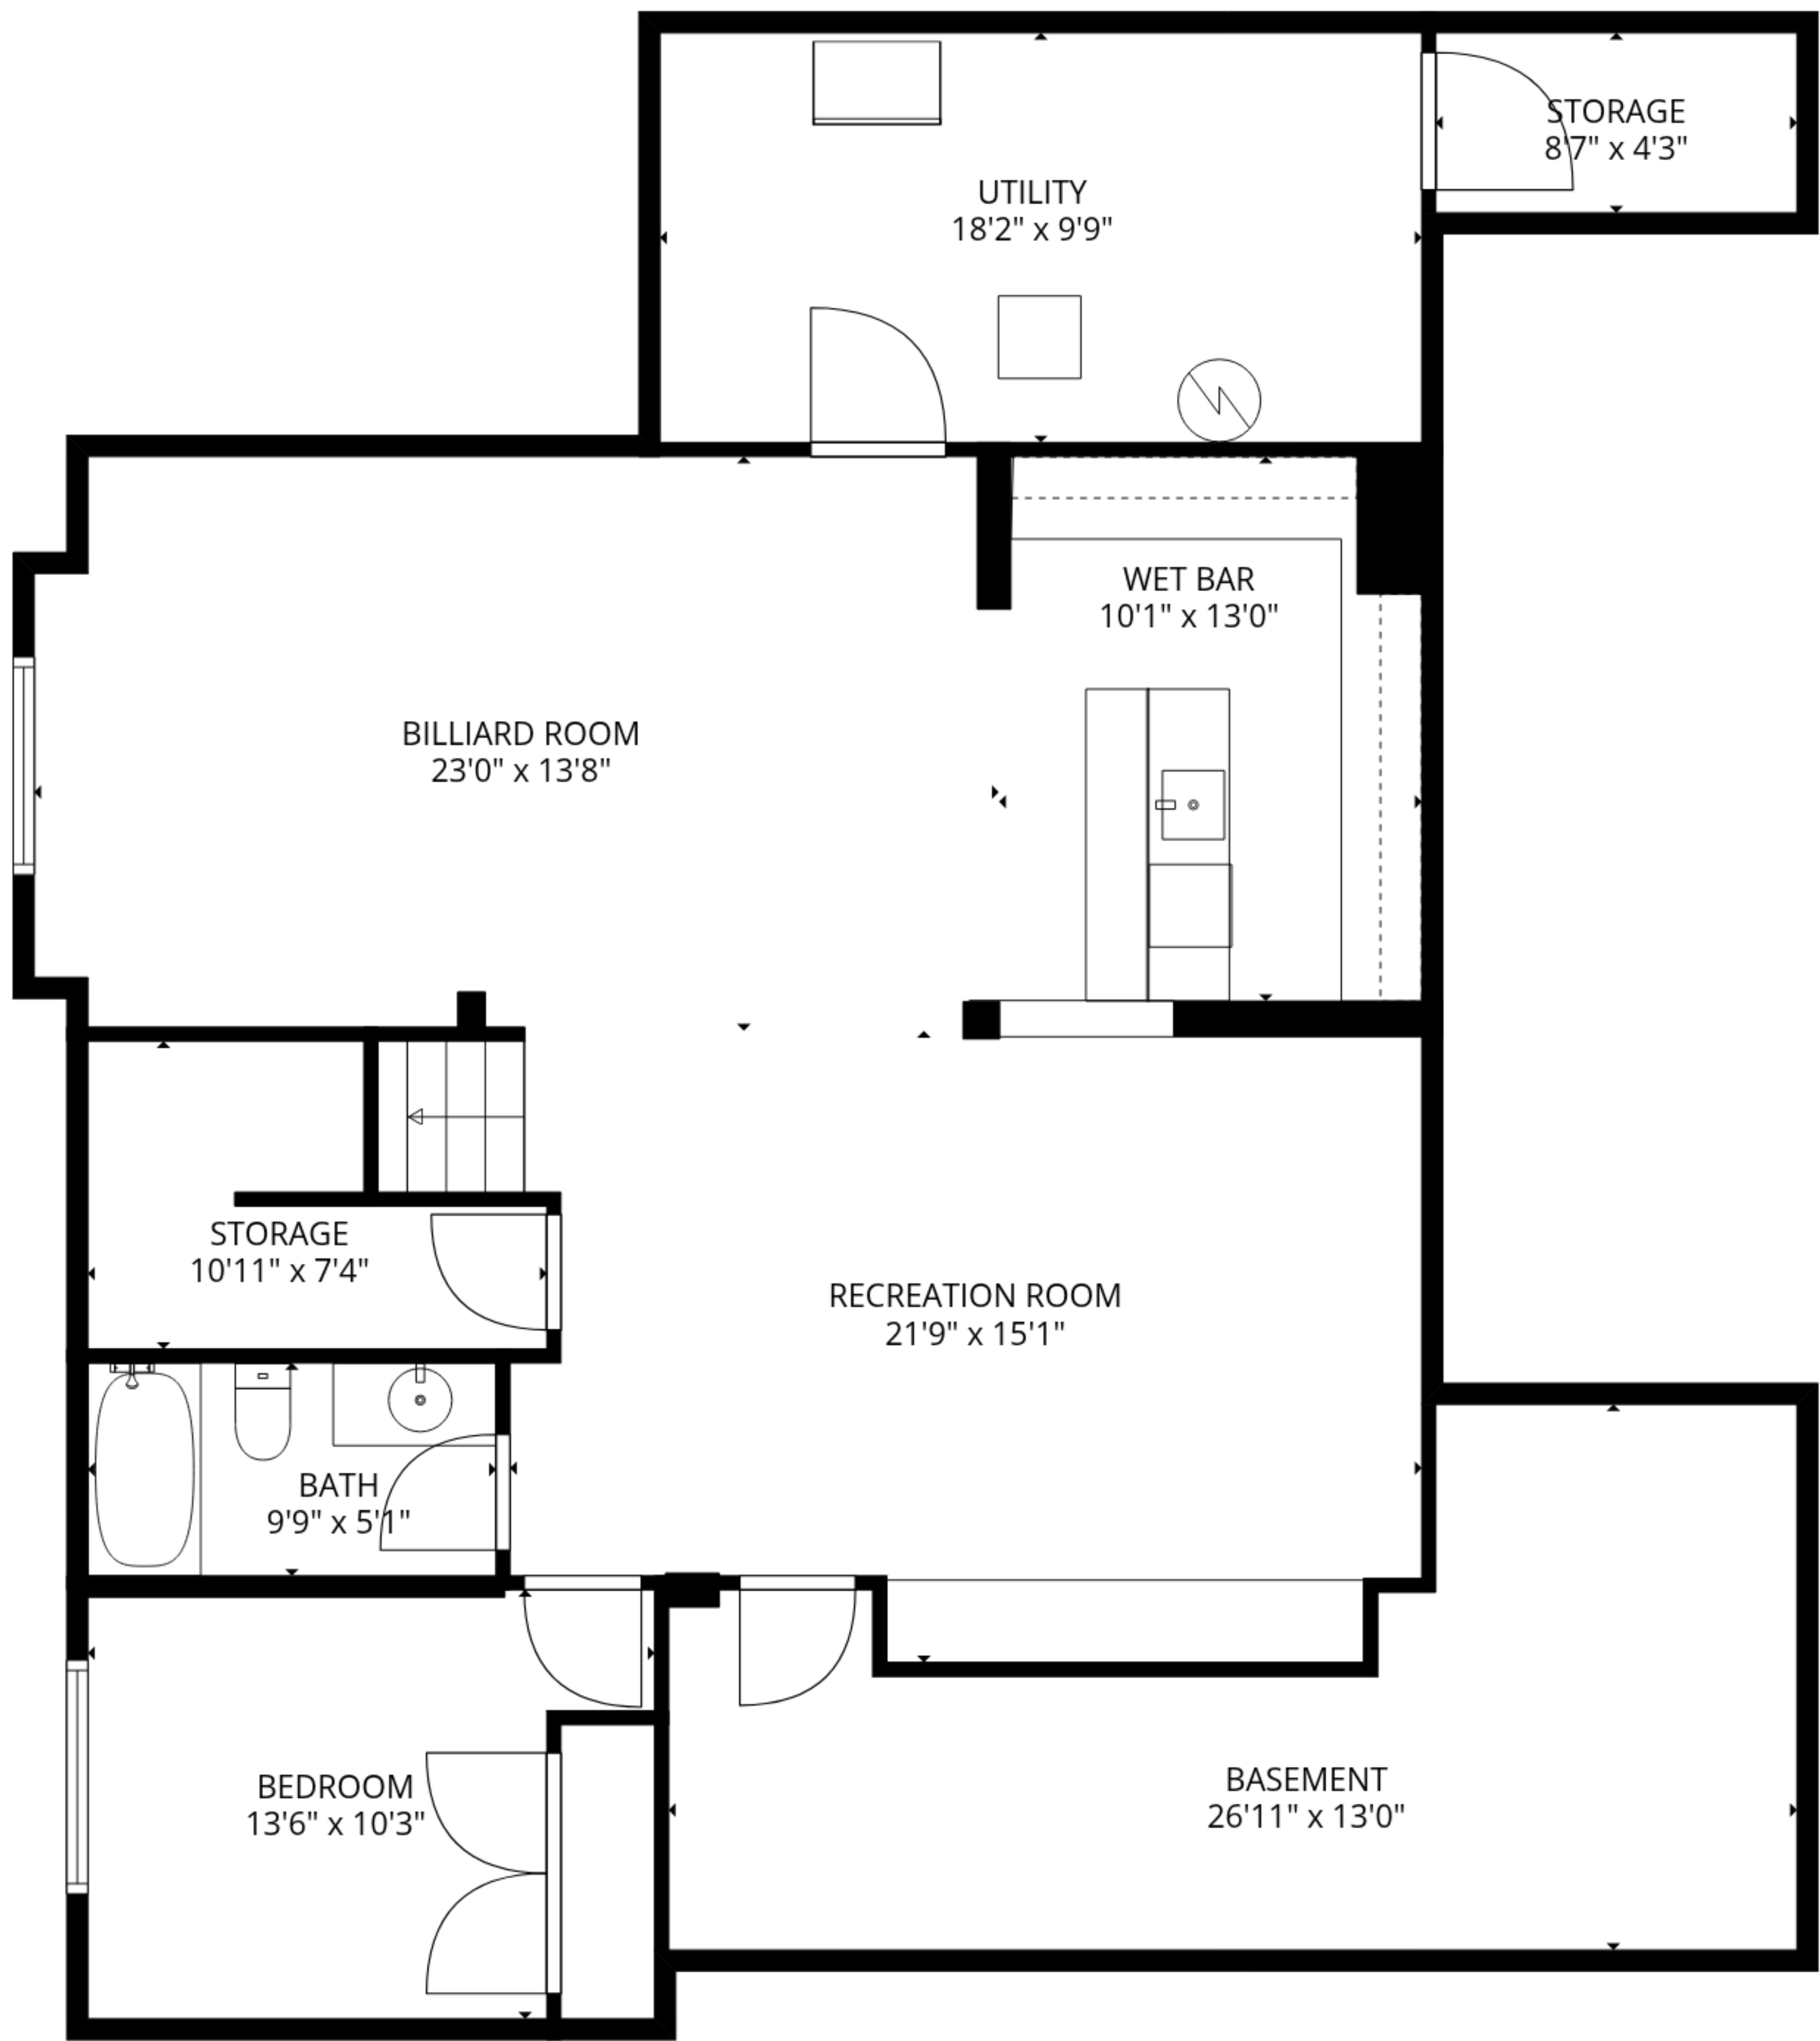 STORAGE
8'7" x 4'3"
UTILITY
18'2" x 9'9"
WET BAR
10'1" x 13'0"
BILLIARD ROOM
23'0" x 13'8"
STORAGE
10'11" x 7'4"
RECREATION ROOM
21'9" x 15'1"
BATH
9'9" x 5'1"
BEDROOM
13'6" x 10'3"
BASEMENT
26'11" x 13'0"